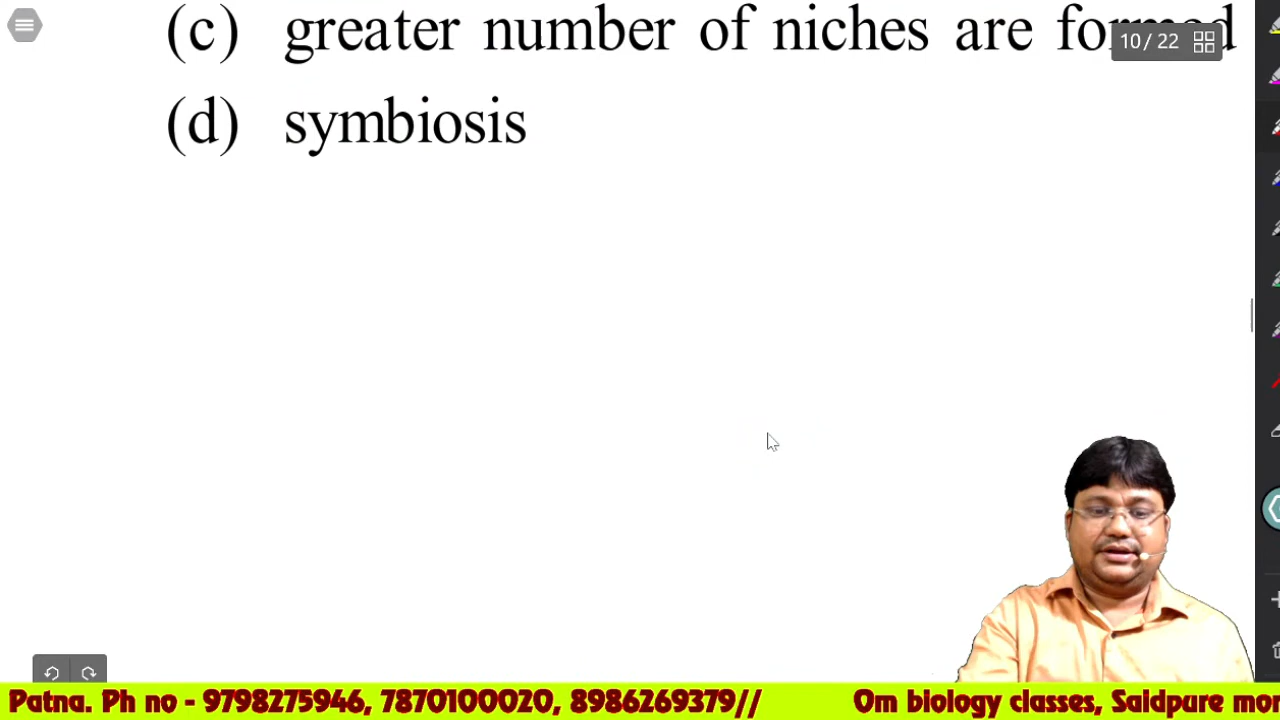 (c) greater number of niches are formed
10/22
(d) symbiosis
Patna. Ph no - 9798275946, 7870100020, 8986269379// Om biology classes, Saidpure mor